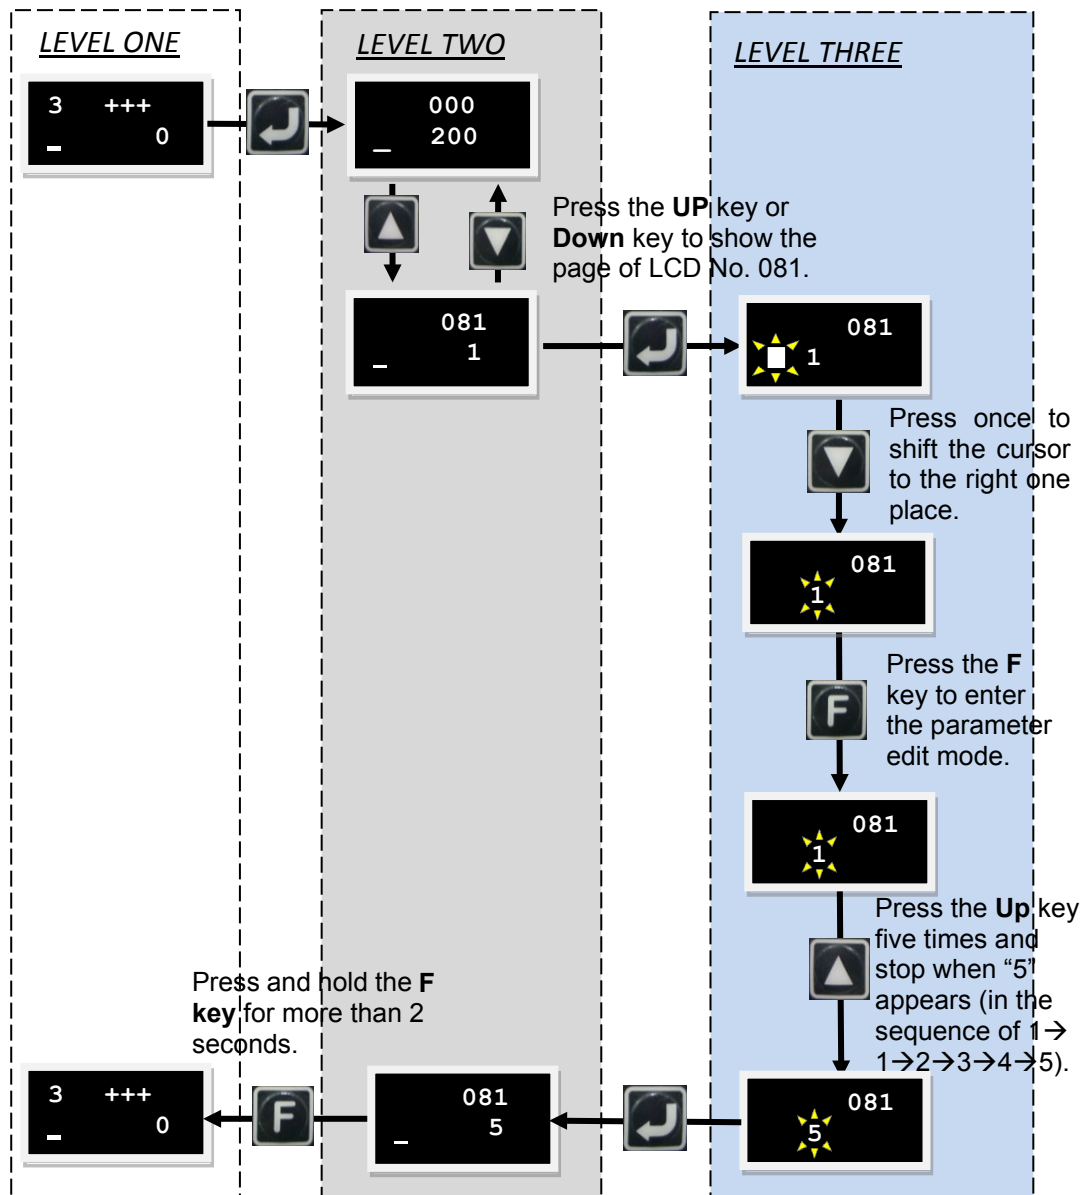 LEVEL ONE
LEVEL TWO
LEVEL THREE
3 +++
_ 0
000
_ 200
Press the UP key or
Down key to show the
page of LCD No. 081.
081
_ 1
081
1
Press once to
shift the cursor
to the right one
place.
081
1
Press the F
key to enter
the parameter
edit mode.
F
081
1
Press the Up key
five times and
stop when “5”
appears (in the
sequence of 1→
1→2→3→4→5).
081
5
Press and hold the F
key for more than 2
seconds.
081
_ 5
F
3 +++
_ 0